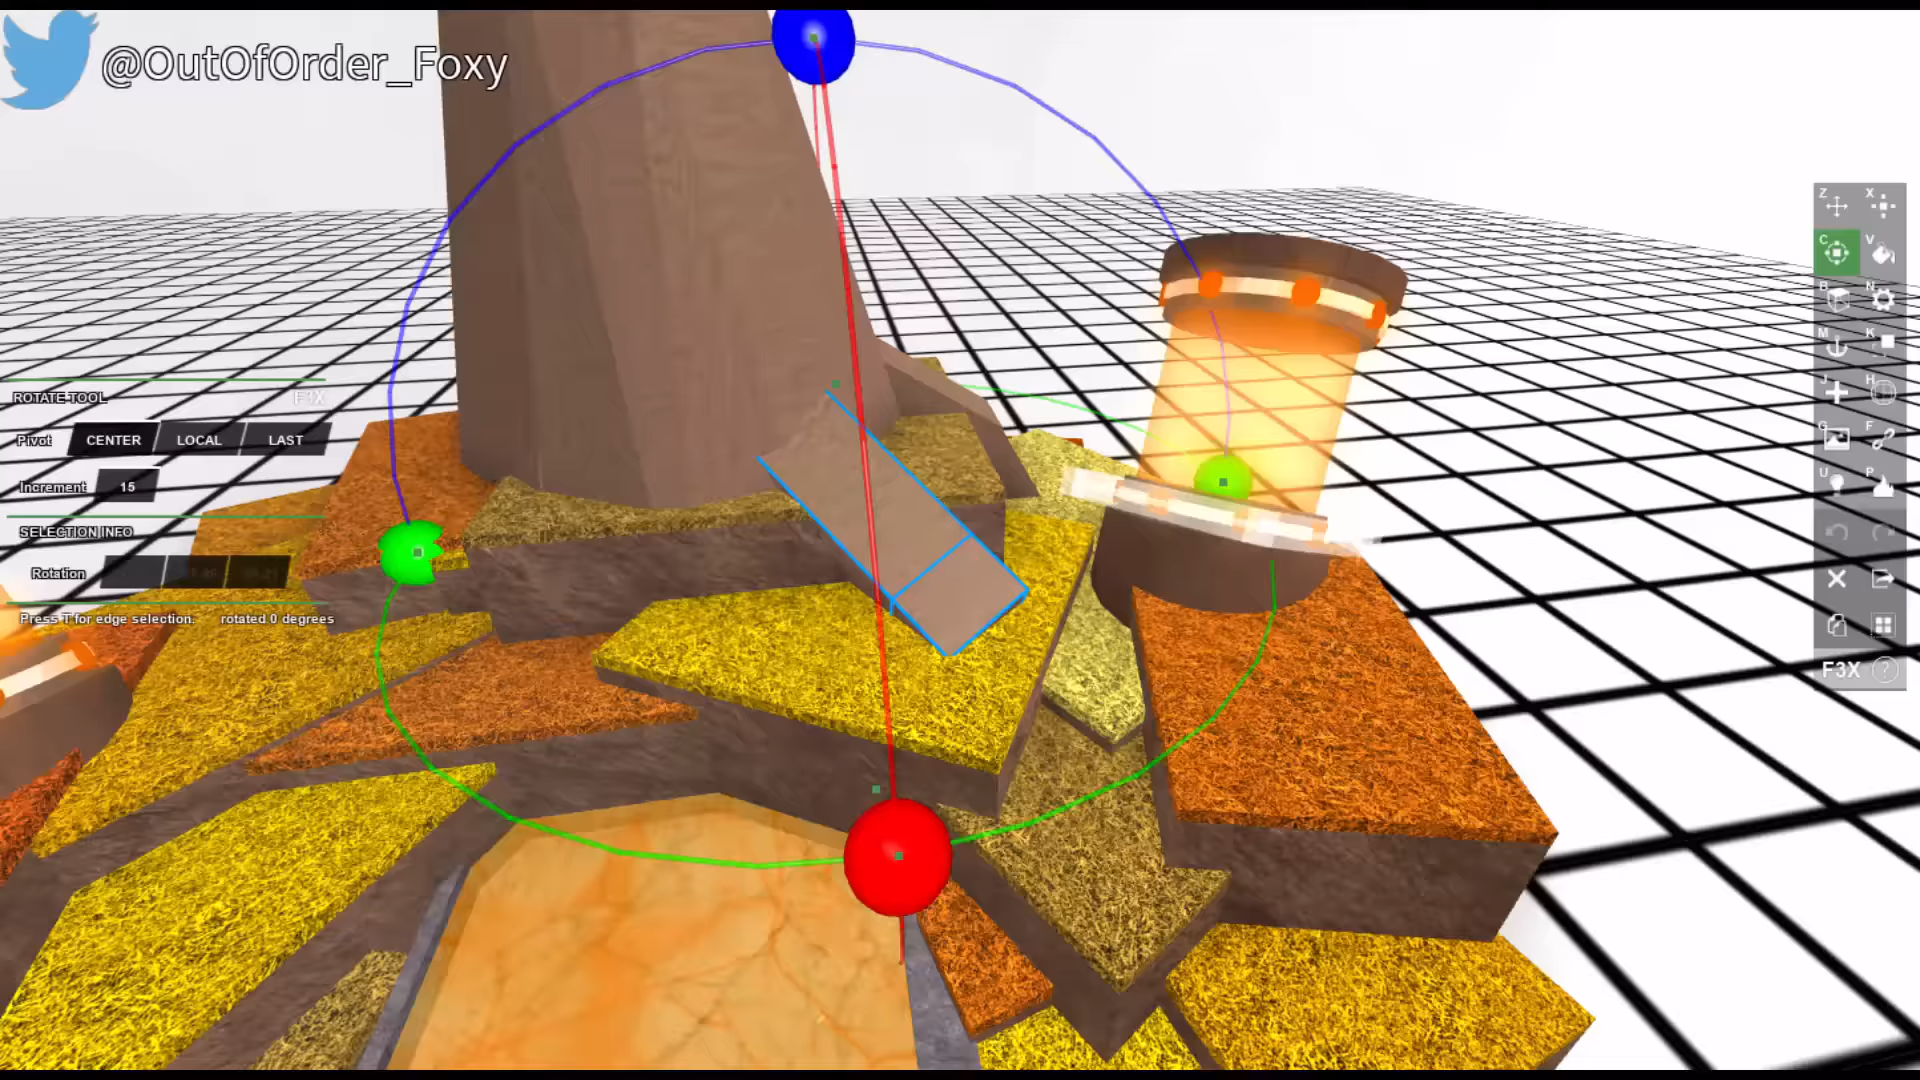 @OutOfOrder_Foxy
Z X
C V
B N
M K
J H
G F
U P
F3X ?
ROTATE TOOL F3X
Pivot CENTER LOCAL LAST
Increment 15
SELECTION INFO
Rotation
Press T for edge selection. rotated 0 degrees